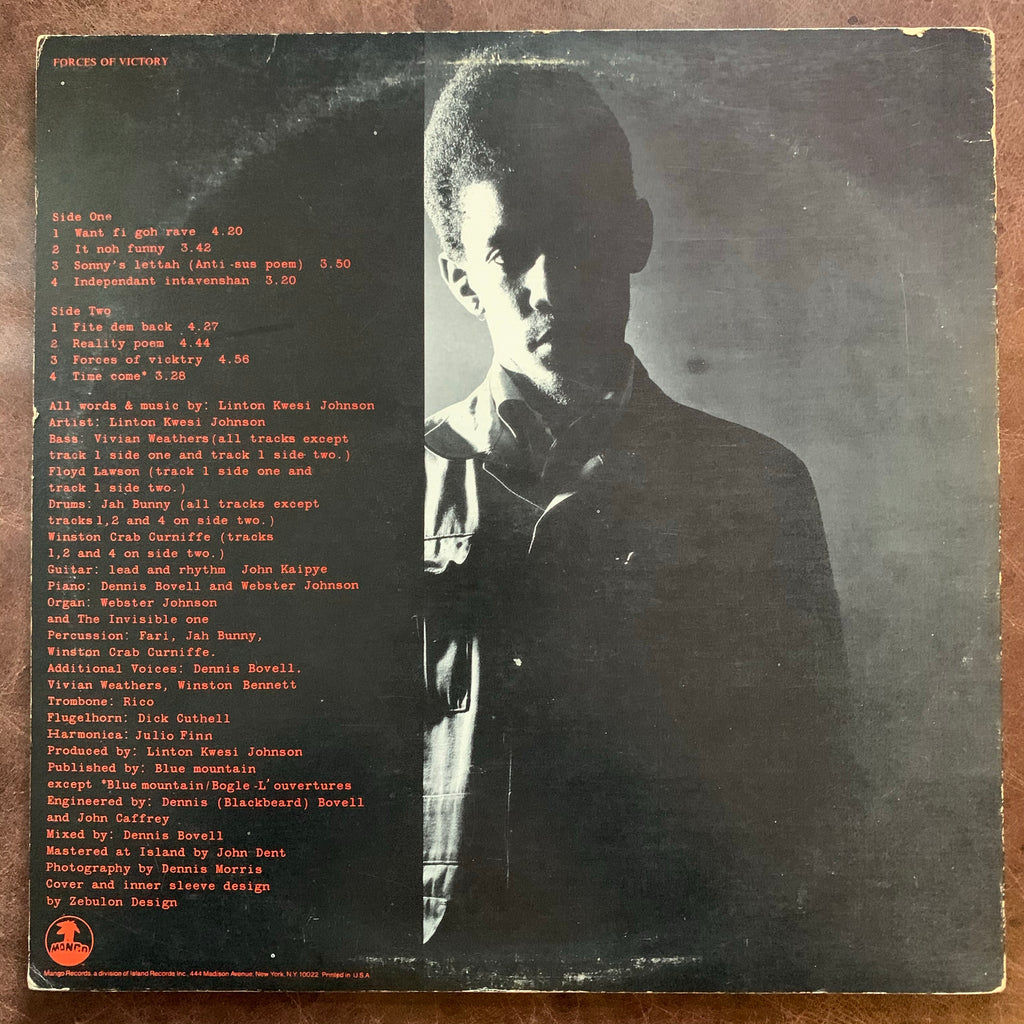 FORCES OF VICTORY
Side One
1 Want fi goh rave 4.20
2 It noh funny 3.42
3 Sonny's lettah (Anti-sus poem) 3.50
4 Independant intavenshan 3.20
Side Two
1 Fite dem back 4.27
2 Reality poem 4.44
3 Forces of vicktry 4.56
4 Time come* 3.28
All words & music by: Linton Kwesi Johnson
Artist: Linton Kwesi Johnson
Bass: Vivian Weathers (all tracks except
track 1 side one and track 1 side two.)
Floyd Lawson (track 1 side one and
track 1 side two.)
Drums: Jah Bunny (all tracks except
tracks 1,2 and 4 on side two.)
Winston Crab Curniffe (tracks
1,2 and 4 on side two.)
Guitar: lead and rhythm John Kaipye
Piano: Dennis Bovell and Webster Johnson
Organ: Webster Johnson
and The Invisible one
Percussion: Fari, Jah Bunny,
Winston Crab Curniffe.
Additional Voices: Dennis Bovell.
Vivian Weathers, Winston Bennett
Trombone: Rico
Flugelhorn: Dick Cuthell
Harmonica: Julio Finn
Produced by: Linton Kwesi Johnson
Published by: Blue mountain
except *Blue mountain/Bogle-L'ouvertures
Engineered by: Dennis (Blackbeard) Bovell
and John Caffrey
Mixed by: Dennis Bovell
Mastered at Island by John Dent
Photography by Dennis Morris
Cover and inner sleeve design
by Zebulon Design
MANGO
Mango Records, a division of Island Records Inc., 444 Madison Avenue, New York, N.Y. 10022 Printed in U.S.A